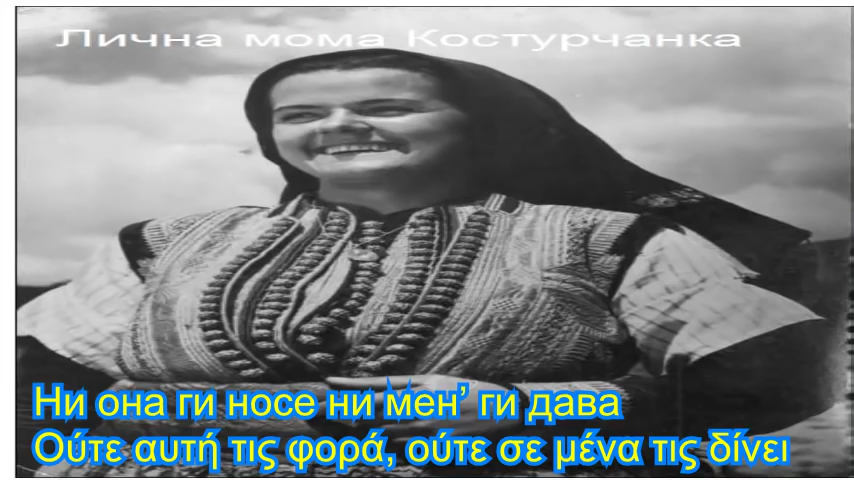 Лична мома Костурчанка
Ни она ги носе ни мен’ ги дава
Ούτε αυτή τις φορά, ούτε σε μένα τις δίνει